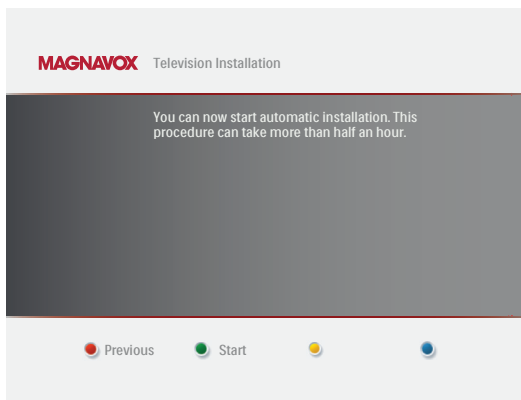 MAGNAVOX Television Installation
You can now start automatic installation. This
procedure can take more than half an hour.
Previous Start